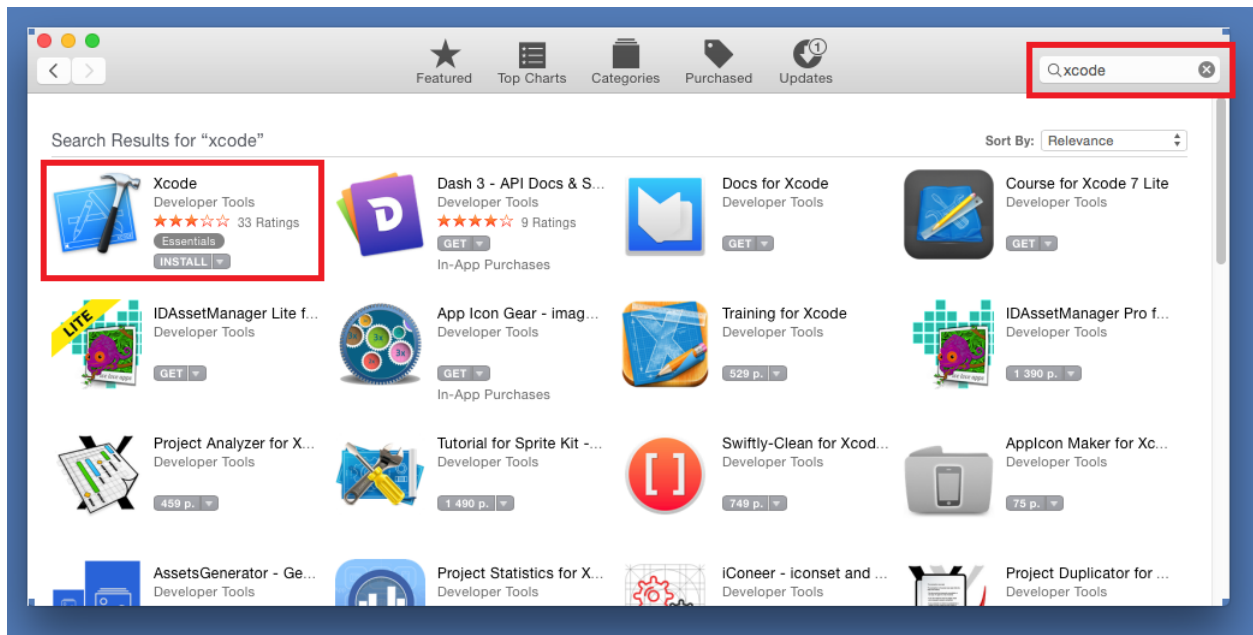 1
Featured Top Charts Categories Purchased Updates
xcode
Search Results for “xcode”
Sort By: Relevance
Xcode
Developer Tools
33 Ratings
Essentials
INSTALL
Dash 3 - API Docs & S...
Developer Tools
9 Ratings
GET
In-App Purchases
Docs for Xcode
Developer Tools
GET
Course for Xcode 7 Lite
Developer Tools
GET
LITE
IDAssetManager Lite f...
Developer Tools
GET
App Icon Gear - imag...
Developer Tools
GET
In-App Purchases
Training for Xcode
Developer Tools
529 р.
IDAssetManager Pro f...
Developer Tools
1 390 р.
Project Analyzer for X...
Developer Tools
459 р.
Tutorial for Sprite Kit -...
Developer Tools
1 490 р.
Swiftly-Clean for Xcod...
Developer Tools
749 р.
AppIcon Maker for Xc...
Developer Tools
75 р.
AssetsGenerator - Ge...
Developer Tools
Project Statistics for X...
Developer Tools
iConeer - iconset and ...
Developer Tools
Project Duplicator for ...
Developer Tools